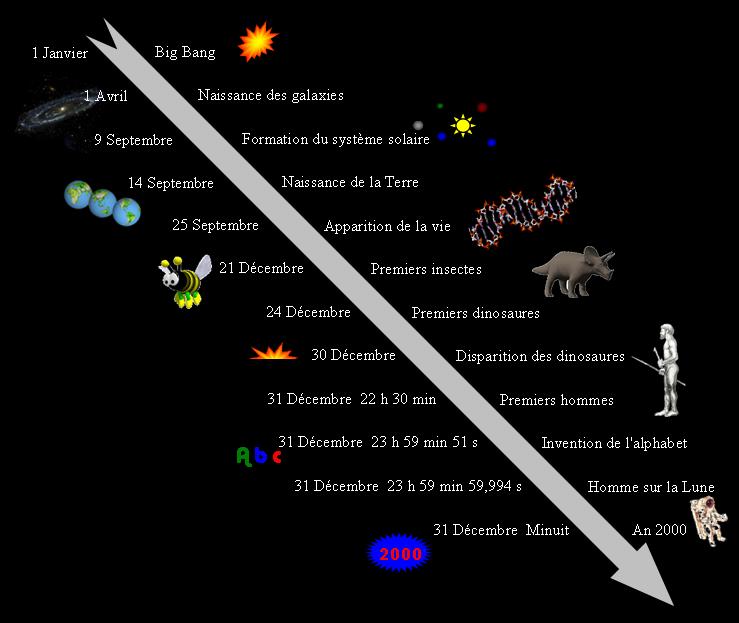 1 Janvier Big Bang
1 Avril Naissance des galaxies
9 Septembre Formation du système solaire
14 Septembre Naissance de la Terre
25 Septembre Apparition de la vie
21 Décembre Premiers insectes
24 Décembre Premiers dinosaures
30 Décembre Disparition des dinosaures
31 Décembre 22 h 30 min Premiers hommes
31 Décembre 23 h 59 min 51 s Invention de l'alphabet
A b c
31 Décembre 23 h 59 min 59,994 s Homme sur la Lune
31 Décembre Minuit An 2000
2000